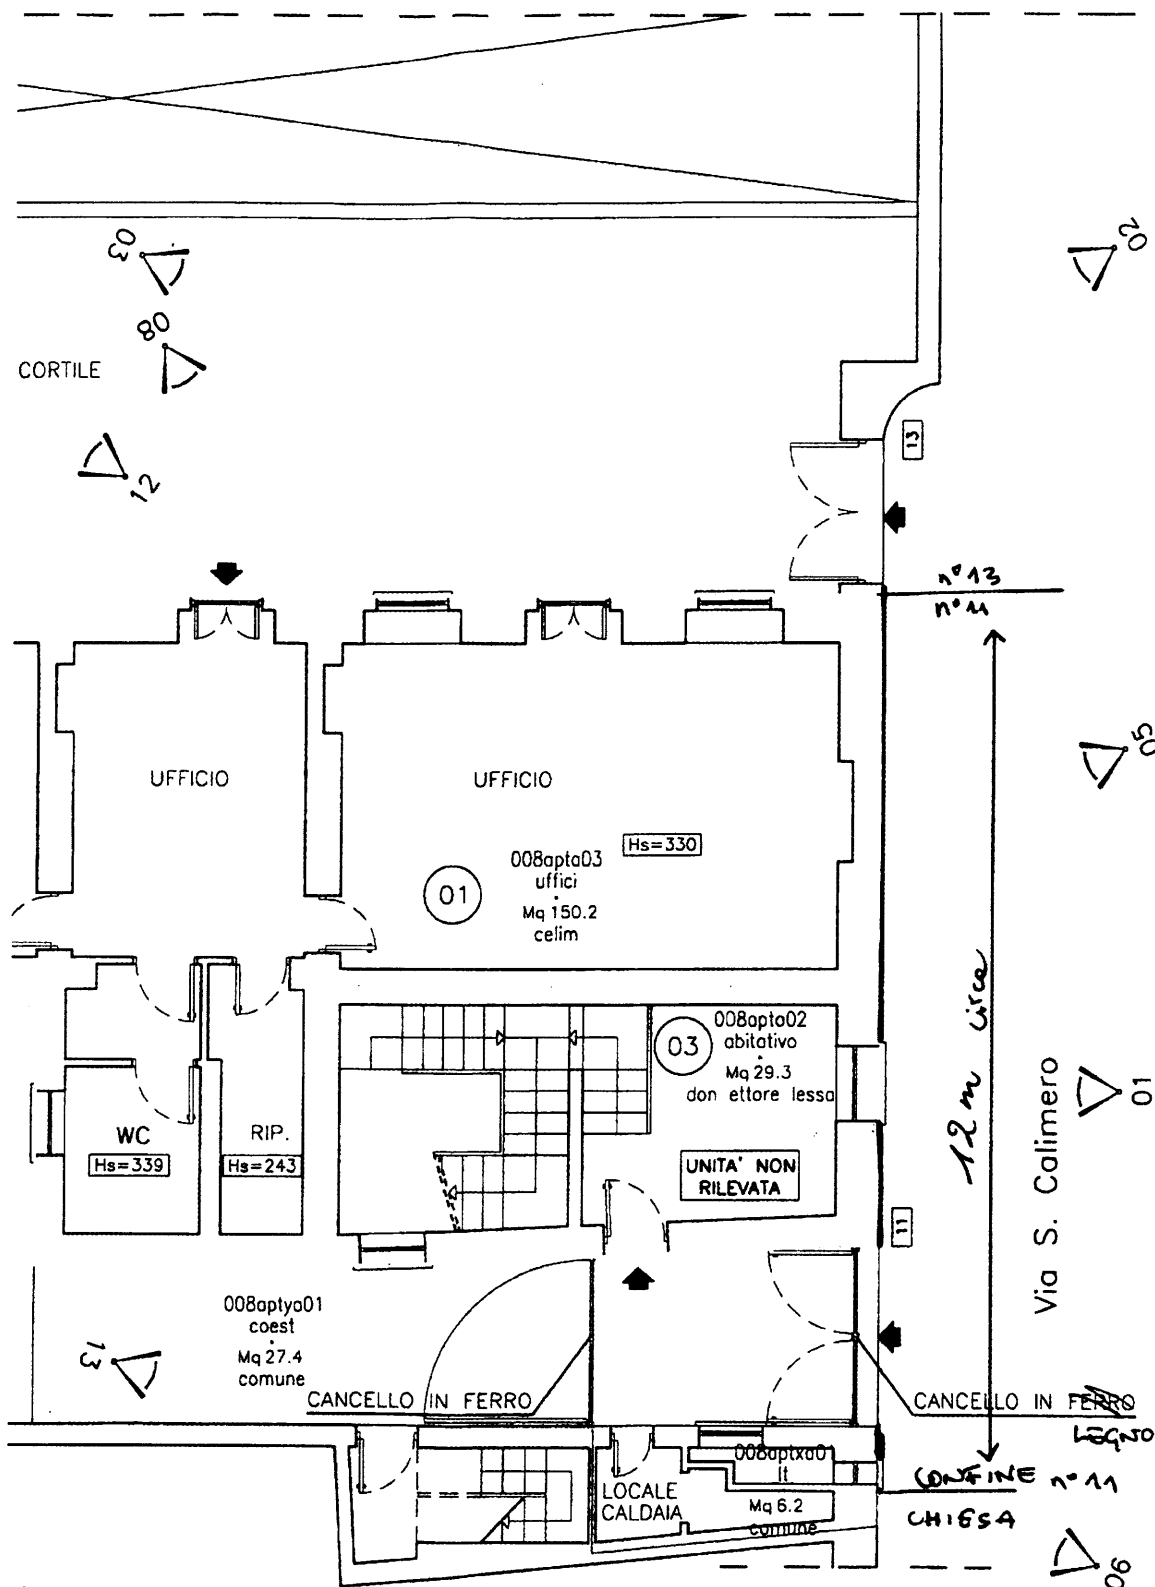 02
03
08
CORTILE
12
13
n° 13
n° 11
05
UFFICIO
UFFICIO
Hs=330
008apta03
uffici
Mq 150.2
celim
01
12 m circa
008apta02
abitativo
Mq 29.3
don ettore lessa
03
UNITA' NON
RILEVATA
WC
Hs=339
RIP.
Hs=243
01
Via S. Calimero
11
008aptya01
coest
Mq 27.4
comune
13
CANCELLO IN FERRO
CANCELLO IN FERRO
LEGNO
008aptxa01
lt
Mq 6.2
comune
LOCALE
CALDAIA
CONFINE n° 11
CHIESA
06